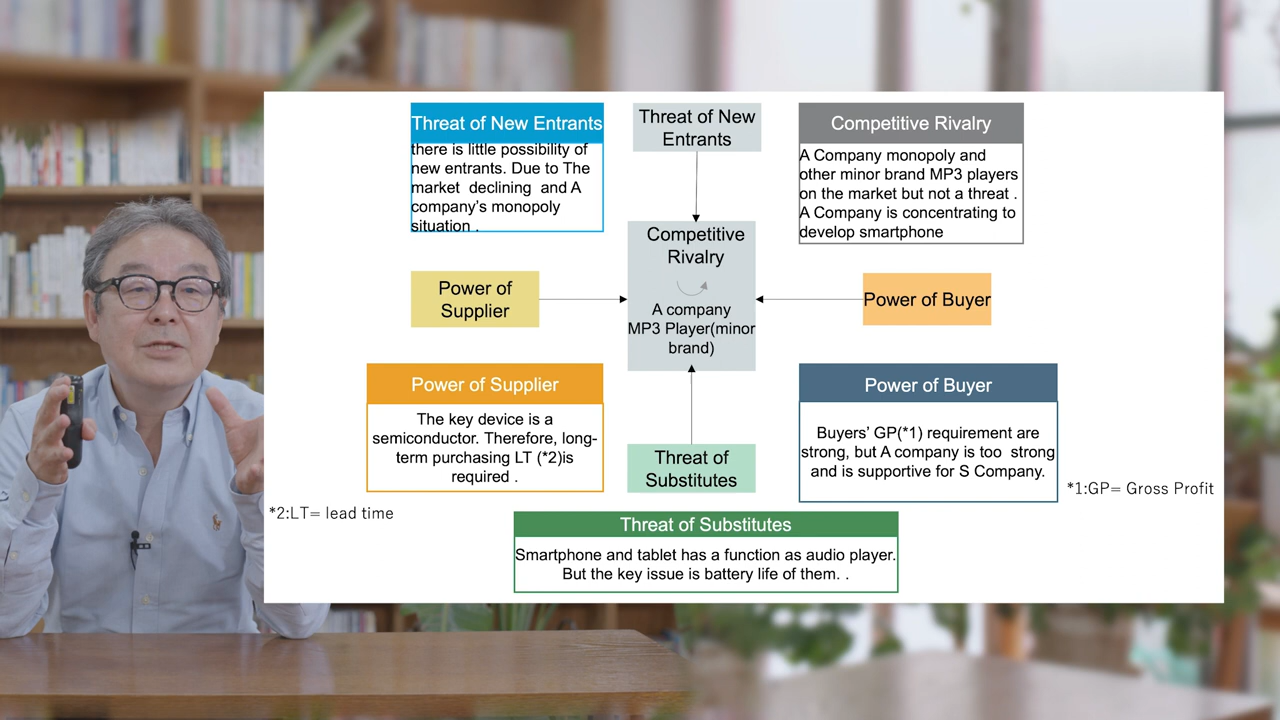 Threat of New Entrants
there is little possibility of
new entrants. Due to The
market  declining  and A
company's monopoly
situation .
Threat of New
Entrants
Competitive Rivalry
A Company monopoly and
other minor brand MP3 players
on the market but not a threat .
A Company is concentrating to
develop smartphone
Competitive
Rivalry
A company
MP3 Player(minor
brand)
Power of
Supplier
Power of Buyer
Power of Supplier
The key device is a
semiconductor. Therefore, long-
term purchasing LT (*2)is
required .
*2:LT= lead time
Threat of
Substitutes
Power of Buyer
Buyers' GP(*1) requirement are
strong, but A company is too  strong
and is supportive for S Company.
*1:GP= Gross Profit
Threat of Substitutes
Smartphone and tablet has a function as audio player.
But the key issue is battery life of them. .